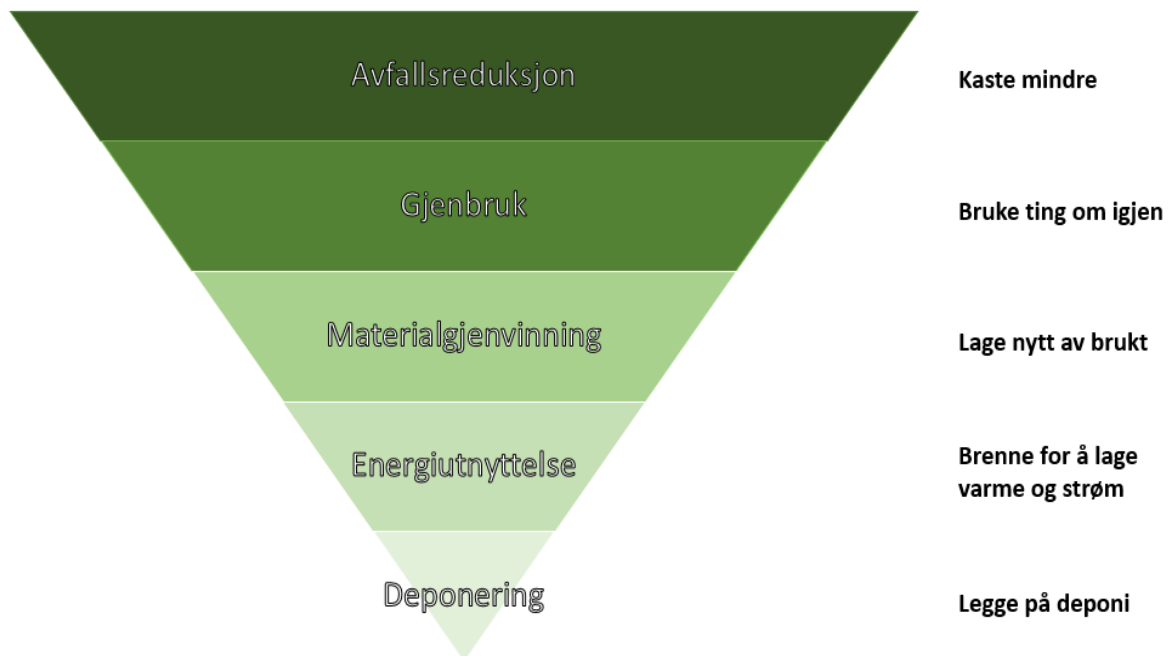 Avfallsreduksjon
Kaste mindre
Gjenbruk
Bruke ting om igjen
Materialgjenvinning
Lage nytt av brukt
Energiutnyttelse
Brenne for å lage
varme og strøm
Deponering
Legge på deponi